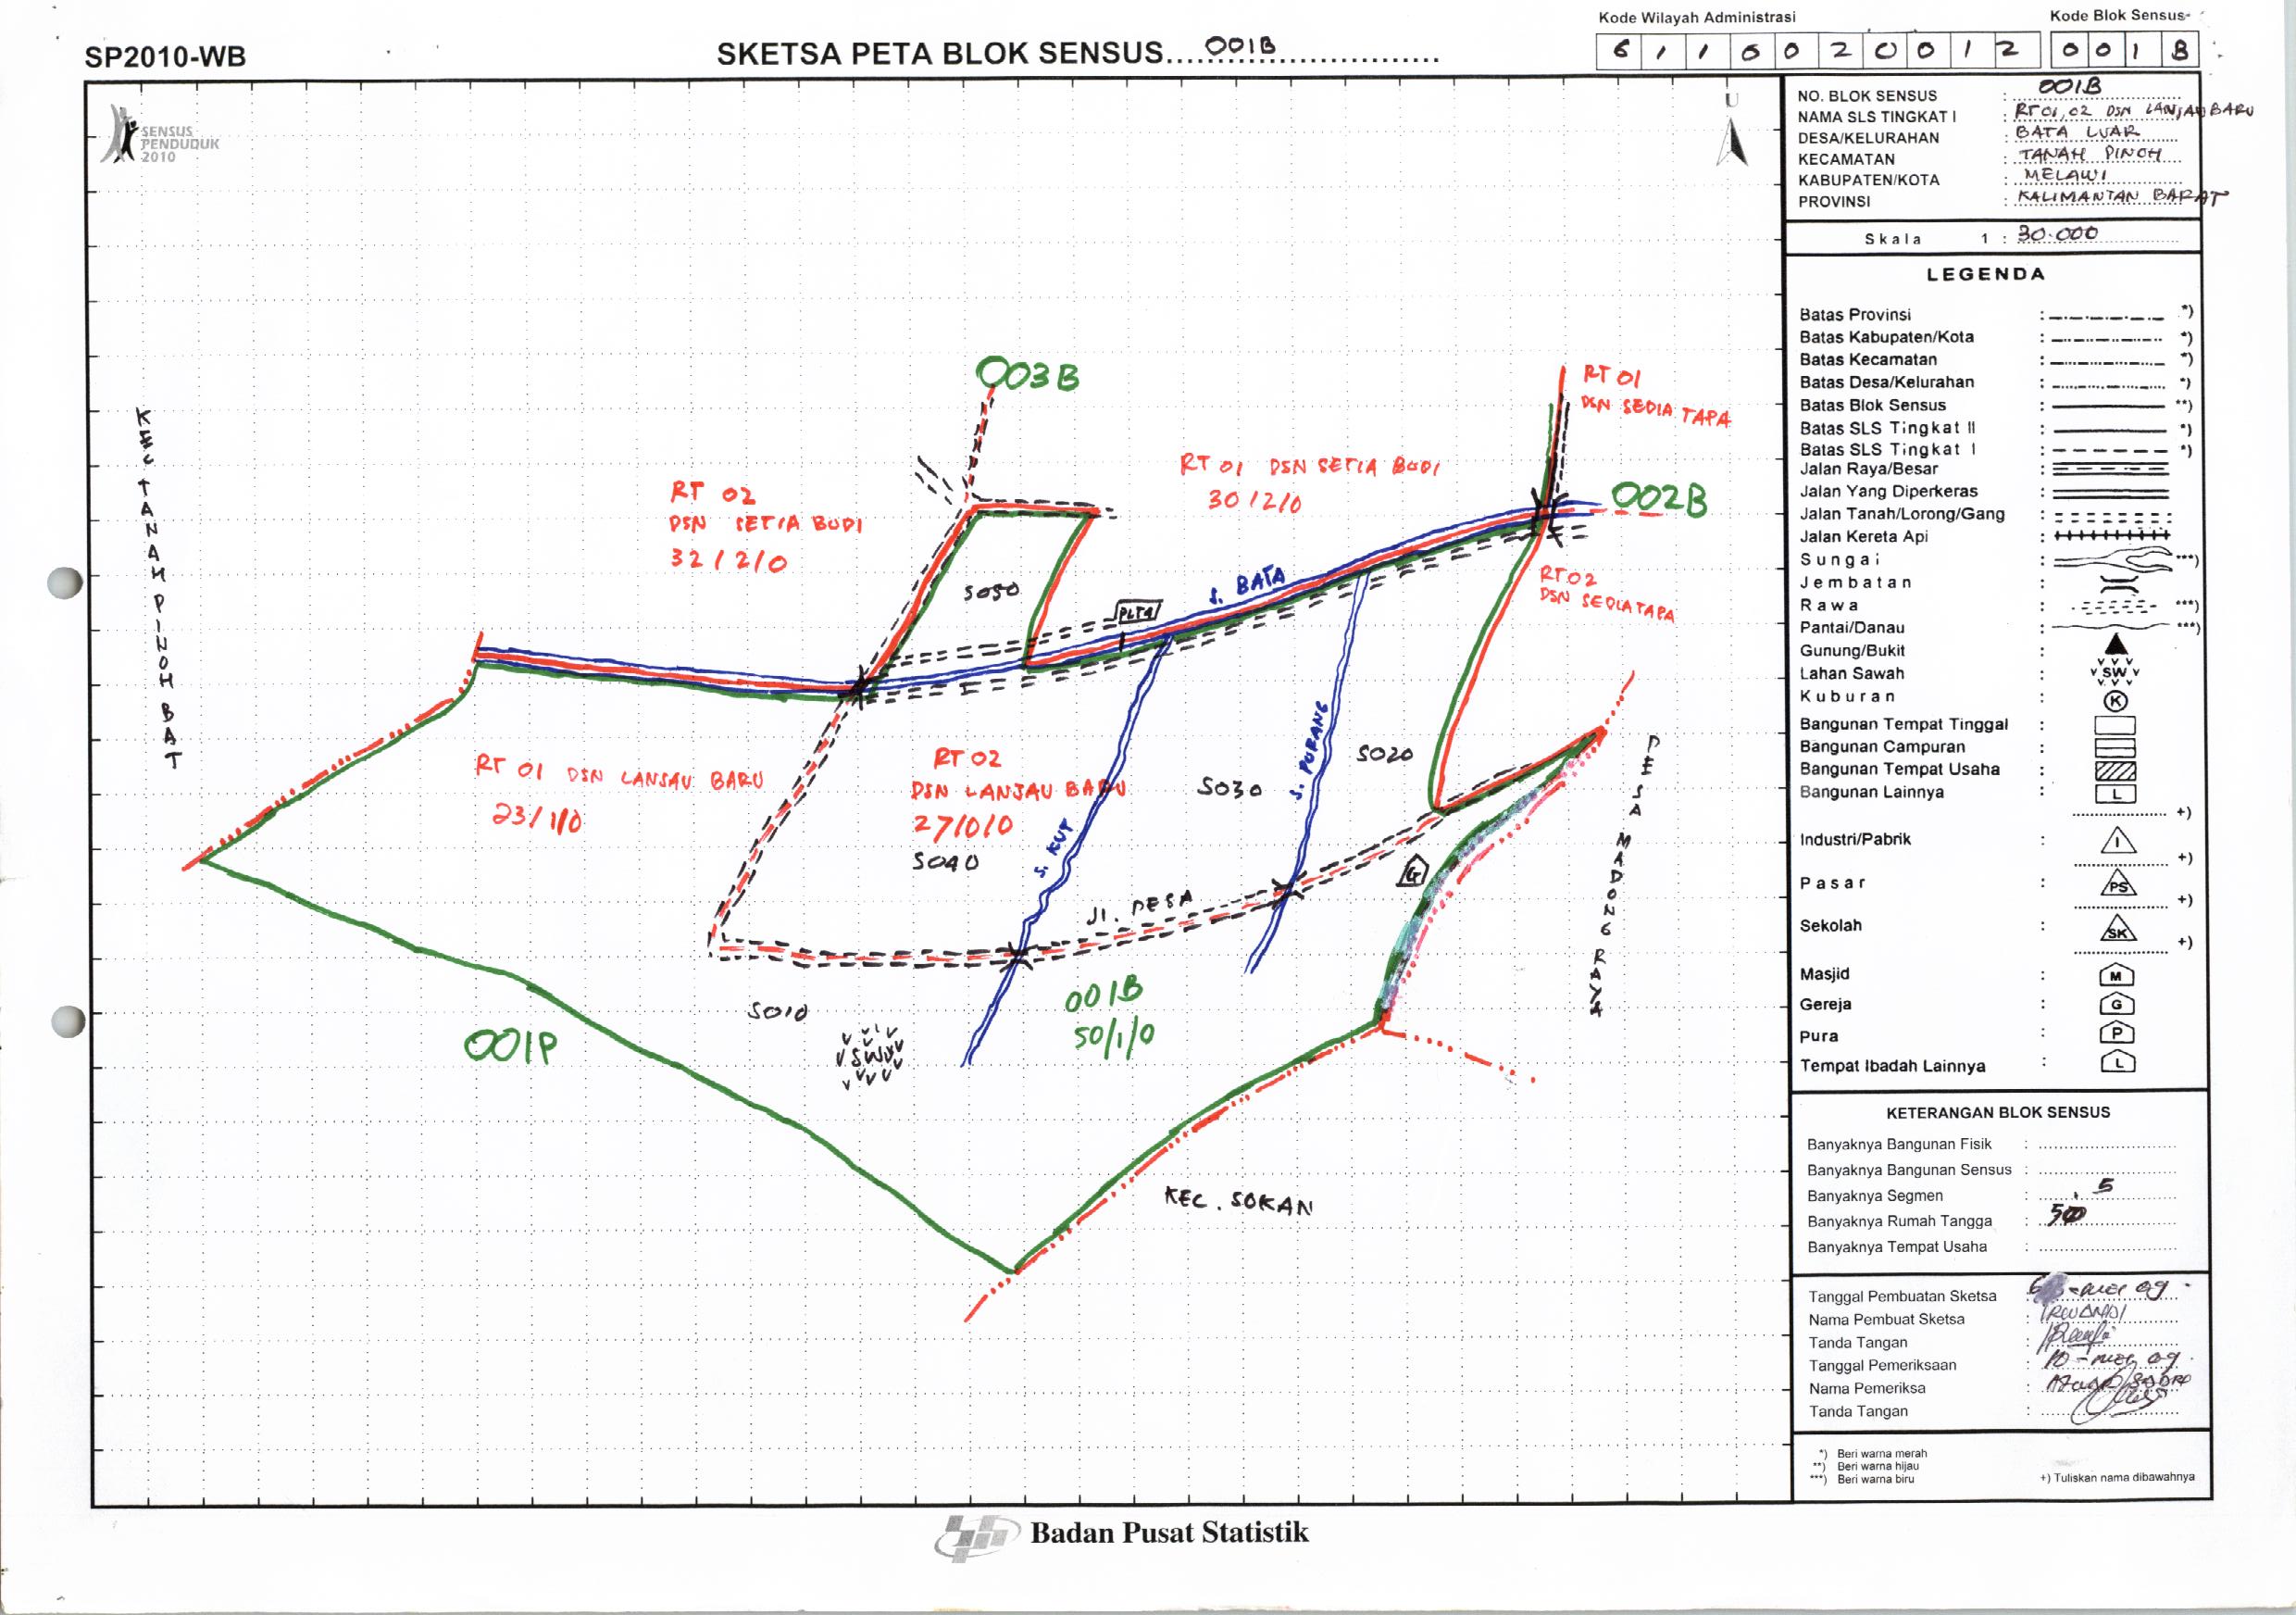 Kode Wilayah Administrasi
Kode Blok Sensus
SP2010-WB
SKETSA PETA BLOK SENSUS....001B....
6 1 1 0 0 2 0 0 1 2
0 0 1 B
SENSUS
PENDUDUK
2010
U
NO. BLOK SENSUS : 001B
NAMA SLS TINGKAT I : RT 01, 02 DSN LANSAU BARU
DESA/KELURAHAN : BATA LUAR
KECAMATAN : TANAH PINOH
KABUPATEN/KOTA : MELAWI
PROVINSI : KALIMANTAN BARAT
Skala 1 : 30.000
LEGENDA
Batas Provinsi : *)
Batas Kabupaten/Kota : *)
Batas Kecamatan : *)
Batas Desa/Kelurahan : *)
Batas Blok Sensus : **)
Batas SLS Tingkat II : *)
Batas SLS Tingkat I : *)
Jalan Raya/Besar :
Jalan Yang Diperkeras :
Jalan Tanah/Lorong/Gang :
Jalan Kereta Api :
Sungai : ***)
Jembatan :
Rawa : ***)
Pantai/Danau : ***)
Gunung/Bukit :
Lahan Sawah : SW
Kuburan : K
Bangunan Tempat Tinggal :
Bangunan Campuran :
Bangunan Tempat Usaha :
Bangunan Lainnya : L
+)
Industri/Pabrik : I
+)
Pasar : PS
+)
Sekolah : SK
+)
Masjid : M
Gereja : G
Pura : P
Tempat Ibadah Lainnya : L
KETERANGAN BLOK SENSUS
Banyaknya Bangunan Fisik :
Banyaknya Bangunan Sensus :
Banyaknya Segmen : 5
Banyaknya Rumah Tangga : 50
Banyaknya Tempat Usaha :
Tanggal Pembuatan Sketsa :
Nama Pembuat Sketsa : IRWANDI
Tanda Tangan :
Tanggal Pemeriksaan : 10 - mei 09
Nama Pemeriksa :
Tanda Tangan :
*) Beri warna merah
**) Beri warna hijau
***) Beri warna biru
+) Tuliskan nama dibawahnya
003B
RT 01
DSN SEDIA TAPA
KEC TANAH PINOH BAT
RT 02
DSN SETIA BUDI
32/2/0
RT 01 DSN SETIA BUDI
30/2/0
002B
S050
PLTA
S. BATA
RT 02
DSN SEDIA TAPA
RT 01 DSN LANSAU BARU
23/1/0
RT 02
DSN LANSAU BARU
27/0/0
S040
S. KUT
S030
S. PUBANG
S020
DESA MADONG RAYA
G
Jl. DESA
S010
SW
001B
50/1/0
001P
KEC. SOKAN
Badan Pusat Statistik